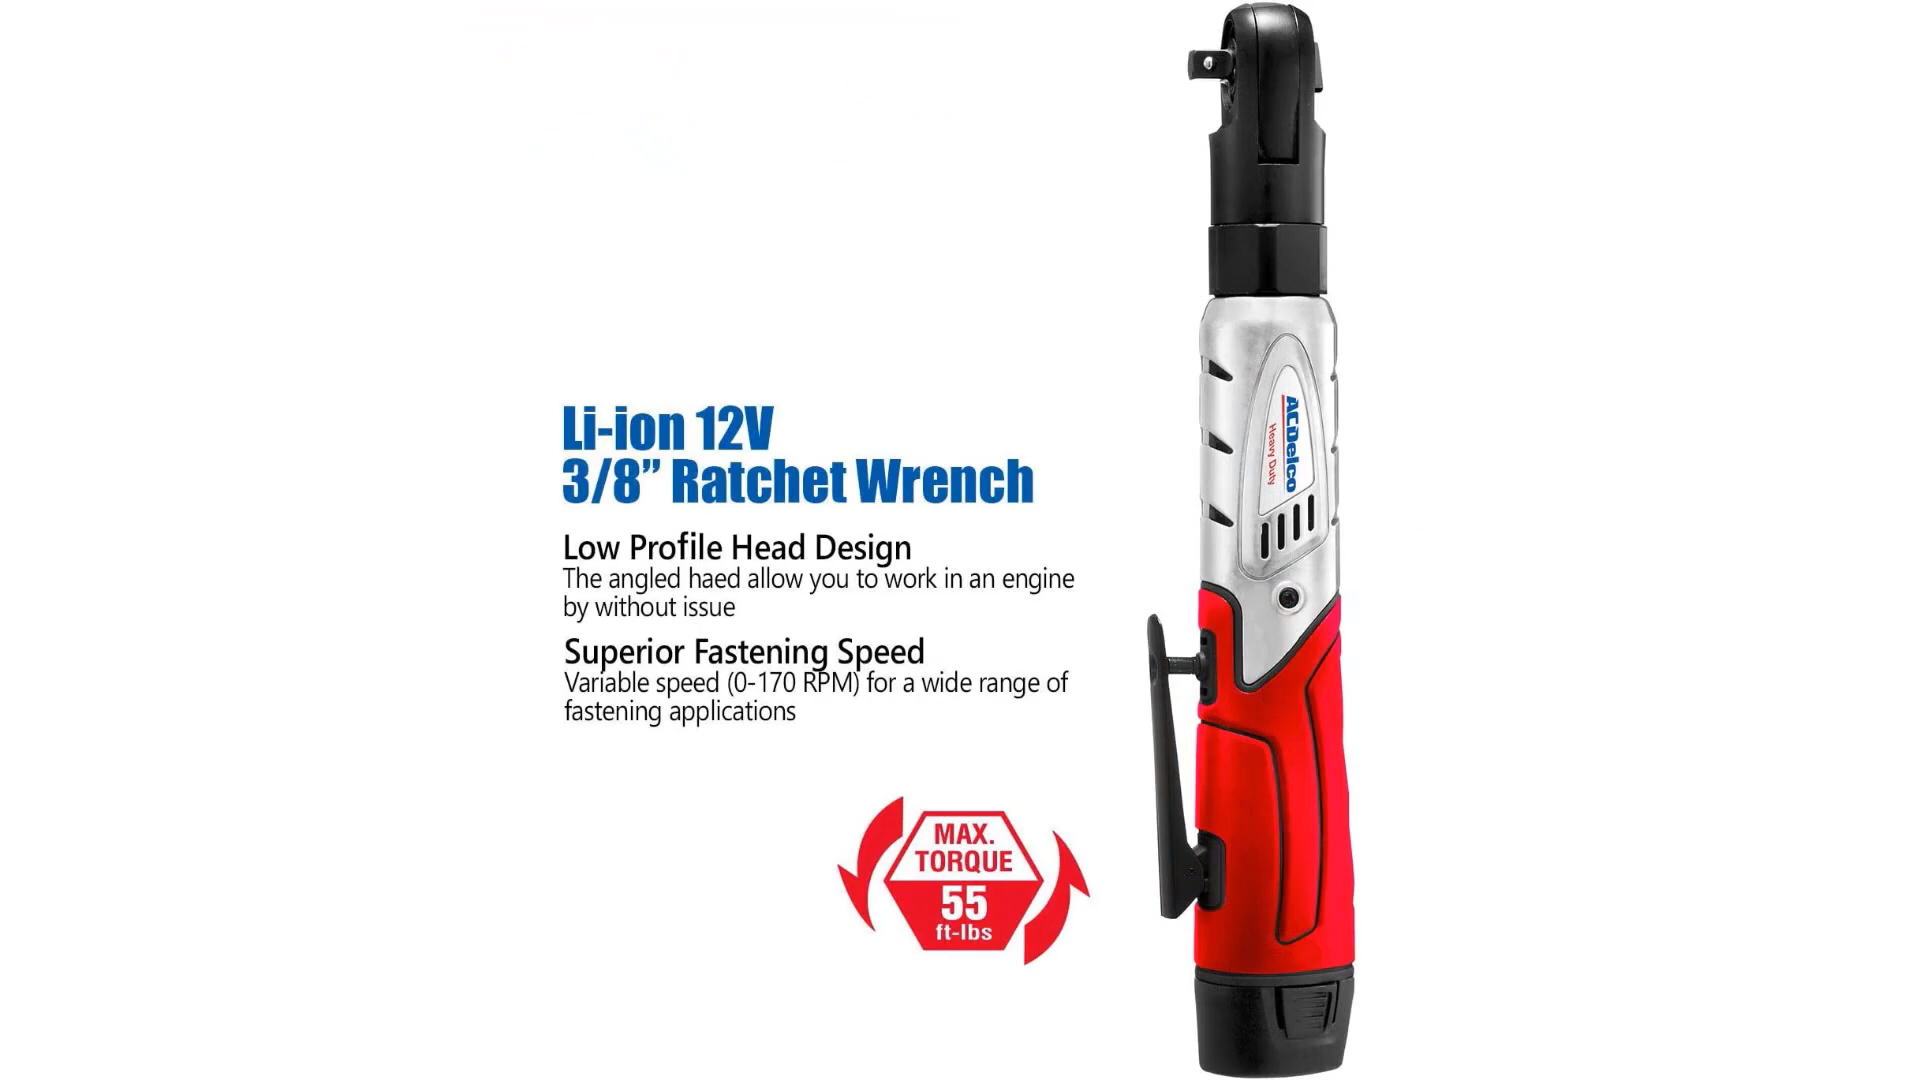 Li-ion 12V
3/8” Ratchet Wrench
Low Profile Head Design
The angled haed allow you to work in an engine
by without issue
Superior Fastening Speed
Variable speed (0-170 RPM) for a wide range of
fastening applications
MAX.
TORQUE
55
ft-lbs
ACDelco
Heavy Duty